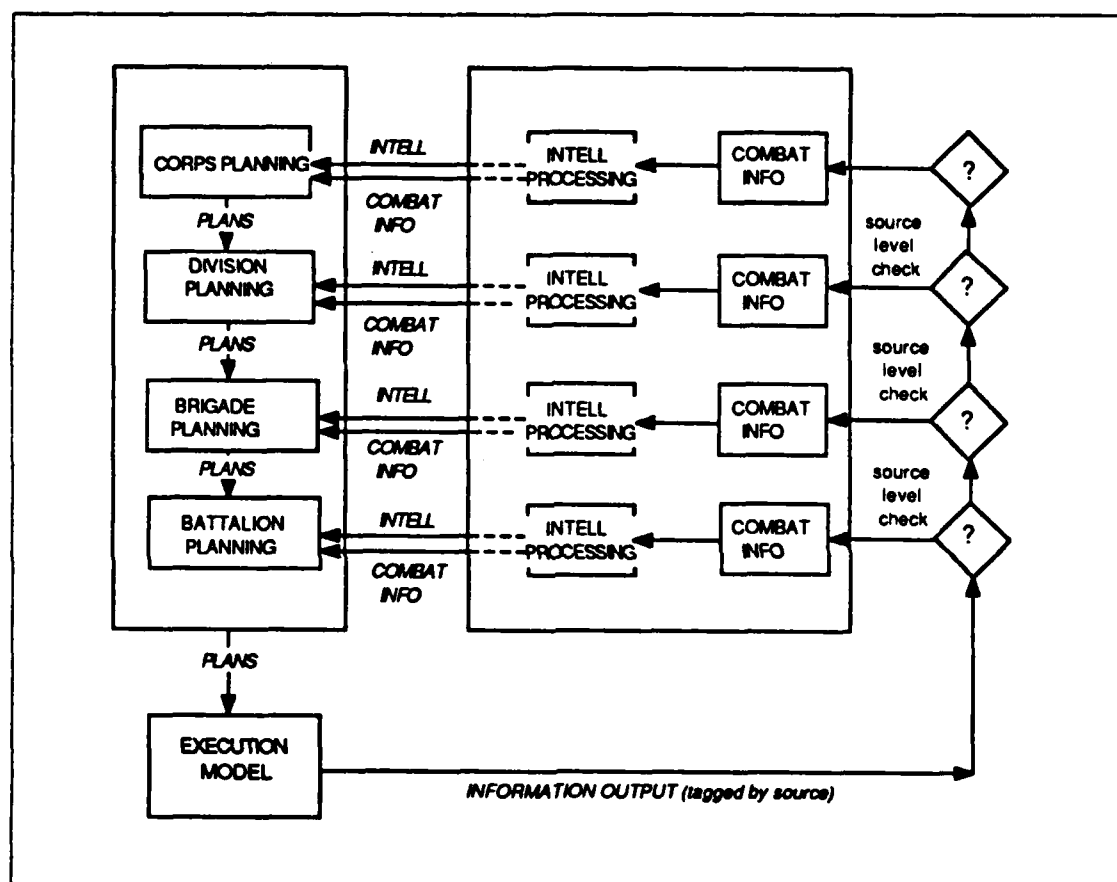 CORPS PLANNING
INTELL
COMBAT
INFO
INTELL
PROCESSING
COMBAT
INFO
?
PLANS
source
level
check
DIVISION
PLANNING
INTELL
COMBAT
INFO
INTELL
PROCESSING
COMBAT
INFO
?
PLANS
source
level
check
BRIGADE
PLANNING
INTELL
COMBAT
INFO
INTELL
PROCESSING
COMBAT
INFO
?
PLANS
source
level
check
BATTALION
PLANNING
INTELL
COMBAT
INFO
INTELL
PROCESSING
COMBAT
INFO
?
PLANS
EXECUTION
MODEL
INFORMATION OUTPUT (tagged by source)